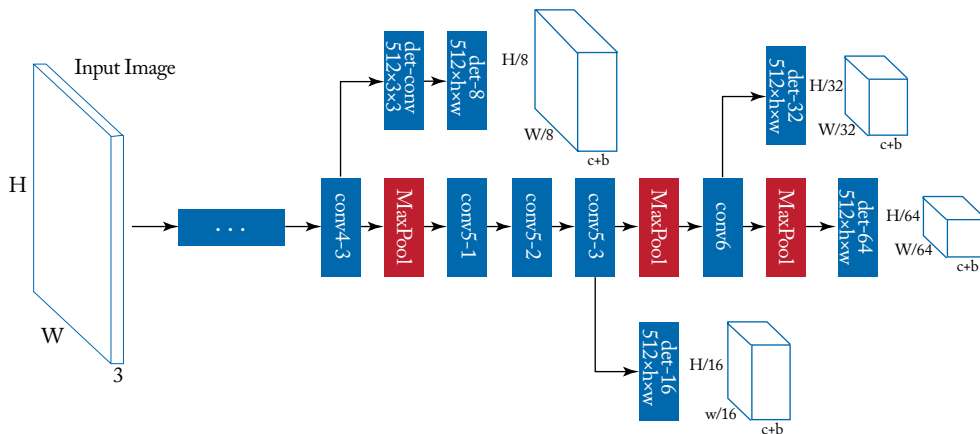 Input Image
H
W
3
...
det-conv
512×3×3
det-8
512×h×w
H/8
W/8
c+b
det-32
512×h×w
H/32
W/32
c+b
conv4-3
MaxPool
conv5-1
conv5-2
conv5-3
MaxPool
conv6
MaxPool
det-64
512×h×w
H/64
W/64
c+b
det-16
512×h×w
H/16
w/16
c+b